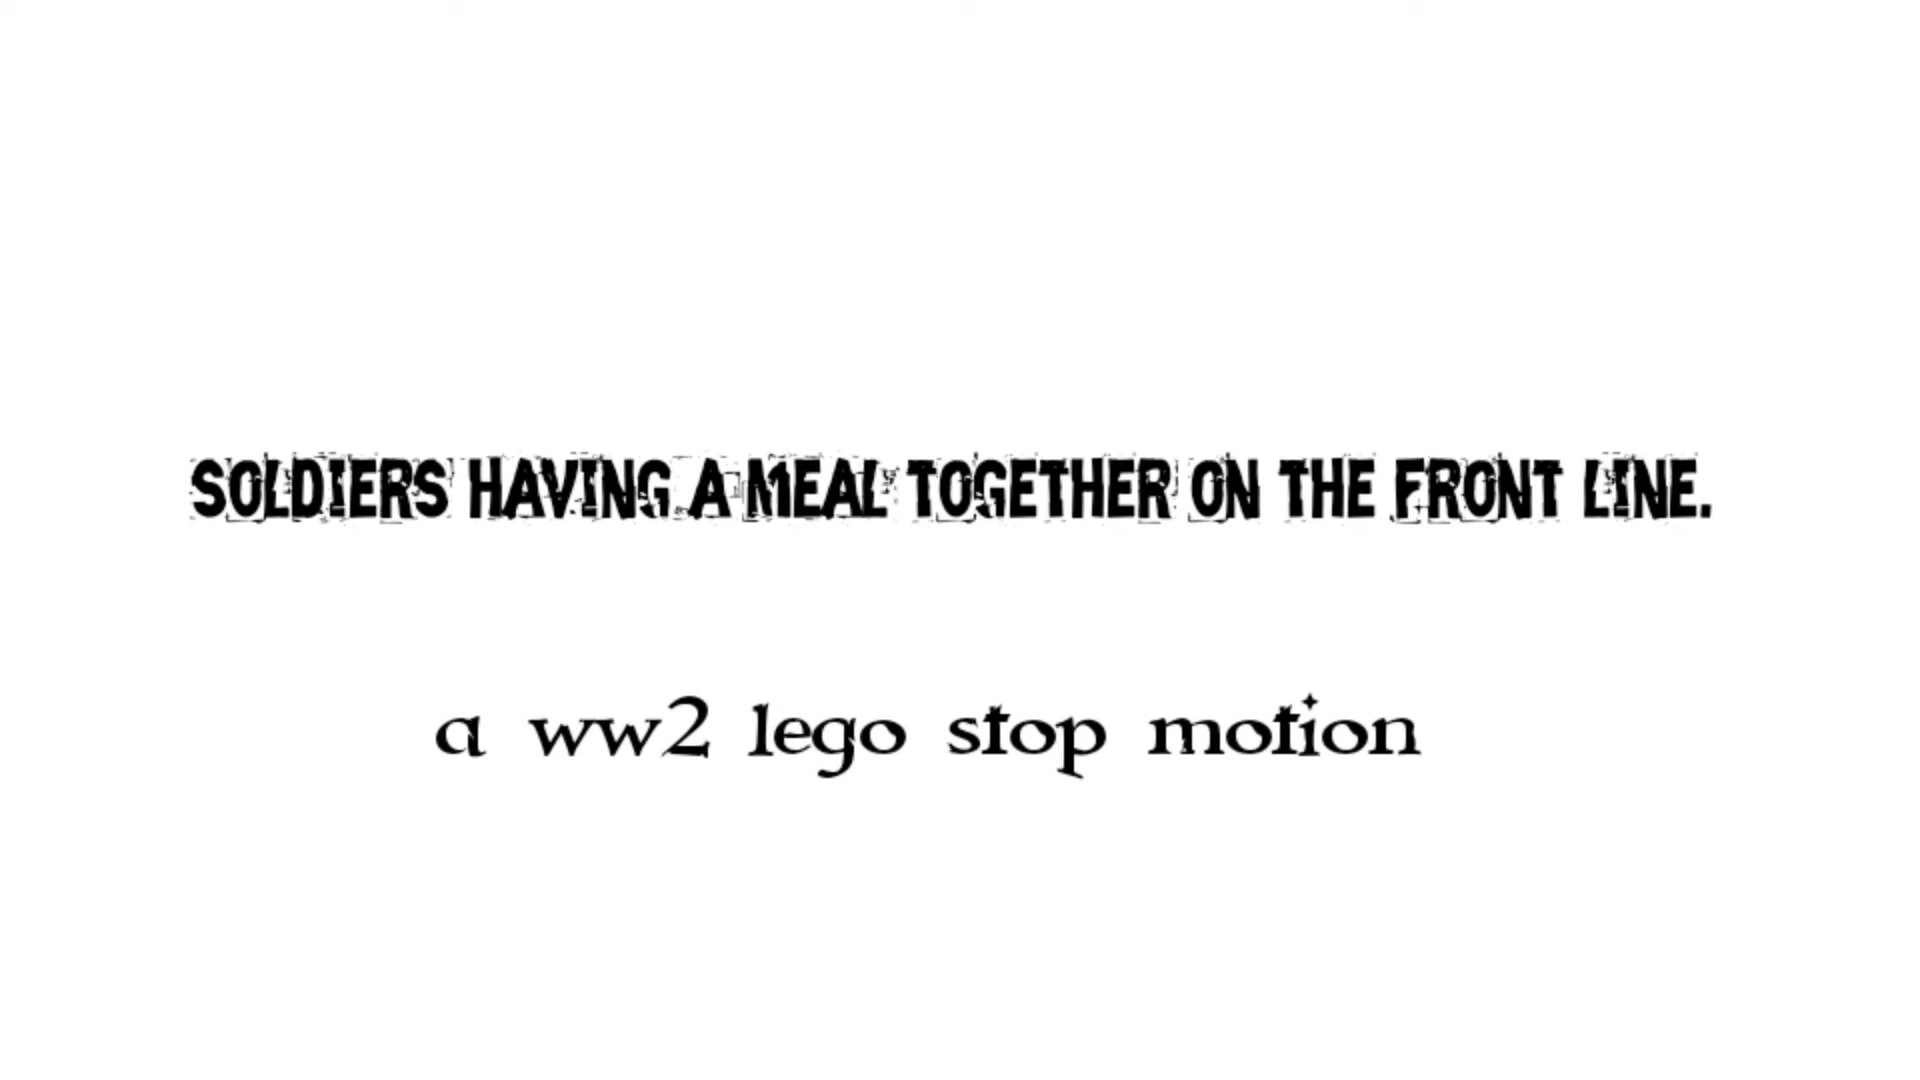 SOLDIERS HAVING A MEAL TOGETHER ON THE FRONT LINE.
a ww2 lego stop motion